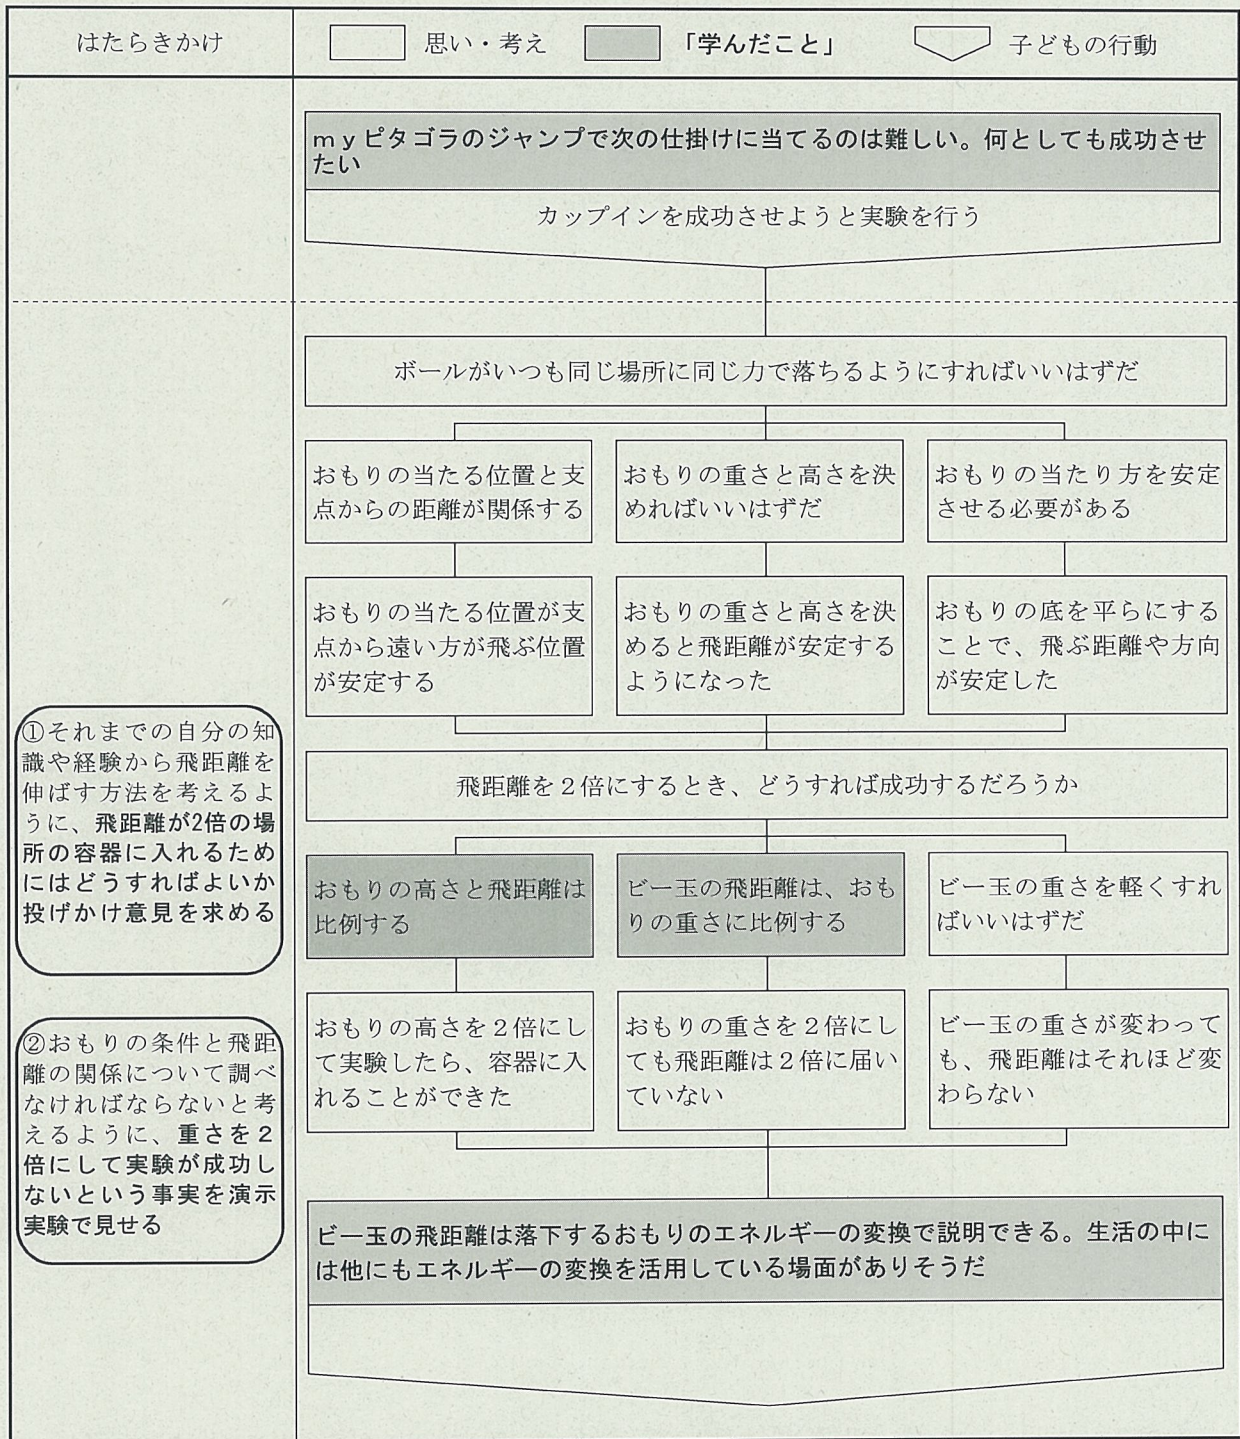 はたらきかけ
思い・考え
「学んだこと」
子どもの行動
ｍｙピタゴラのジャンプで次の仕掛けに当てるのは難しい。何としても成功させ
たい
カップインを成功させようと実験を行う
ボールがいつも同じ場所に同じ力で落ちるようにすればいいはずだ
おもりの当たる位置と支
点からの距離が関係する
おもりの重さと高さを決
めればいいはずだ
おもりの当たり方を安定
させる必要がある
おもりの当たる位置が支
点から遠い方が飛ぶ位置
が安定する
おもりの重さと高さを決
めると飛距離が安定する
ようになった
おもりの底を平らにする
ことで、飛ぶ距離や方向
が安定した
①それまでの自分の知
識や経験から飛距離を
伸ばす方法を考えるよ
うに、飛距離が2倍の場
所の容器に入れるため
にはどうすればよいか
投げかけ意見を求める
飛距離を２倍にするとき、どうすれば成功するだろうか
おもりの高さと飛距離は
比例する
ビー玉の飛距離は、おも
りの重さに比例する
ビー玉の重さを軽くすれ
ばいいはずだ
②おもりの条件と飛距
離の関係について調べ
なければならないと考
えるように、重さを２
倍にして実験が成功し
ないという事実を演示
実験で見せる
おもりの高さを２倍にし
て実験したら、容器に入
れることができた
おもりの重さを２倍にし
ても飛距離は２倍に届い
ていない
ビー玉の重さが変わって
も、飛距離はそれほど変
わらない
ビー玉の飛距離は落下するおもりのエネルギーの変換で説明できる。生活の中に
は他にもエネルギーの変換を活用している場面がありそうだ